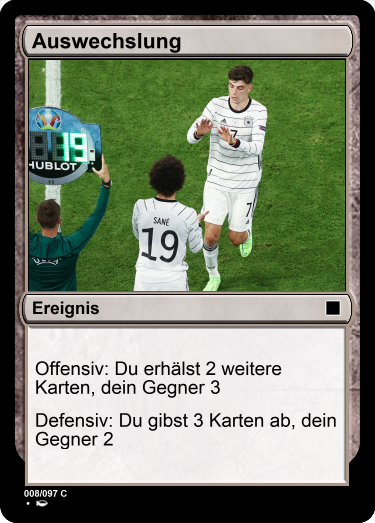 Auswechslung
19
HUBLOT
SANÉ
19
7
7
Ereignis
Offensiv: Du erhälst 2 weitere
Karten, dein Gegner 3
Defensiv: Du gibst 3 Karten ab, dein
Gegner 2
008/097 C